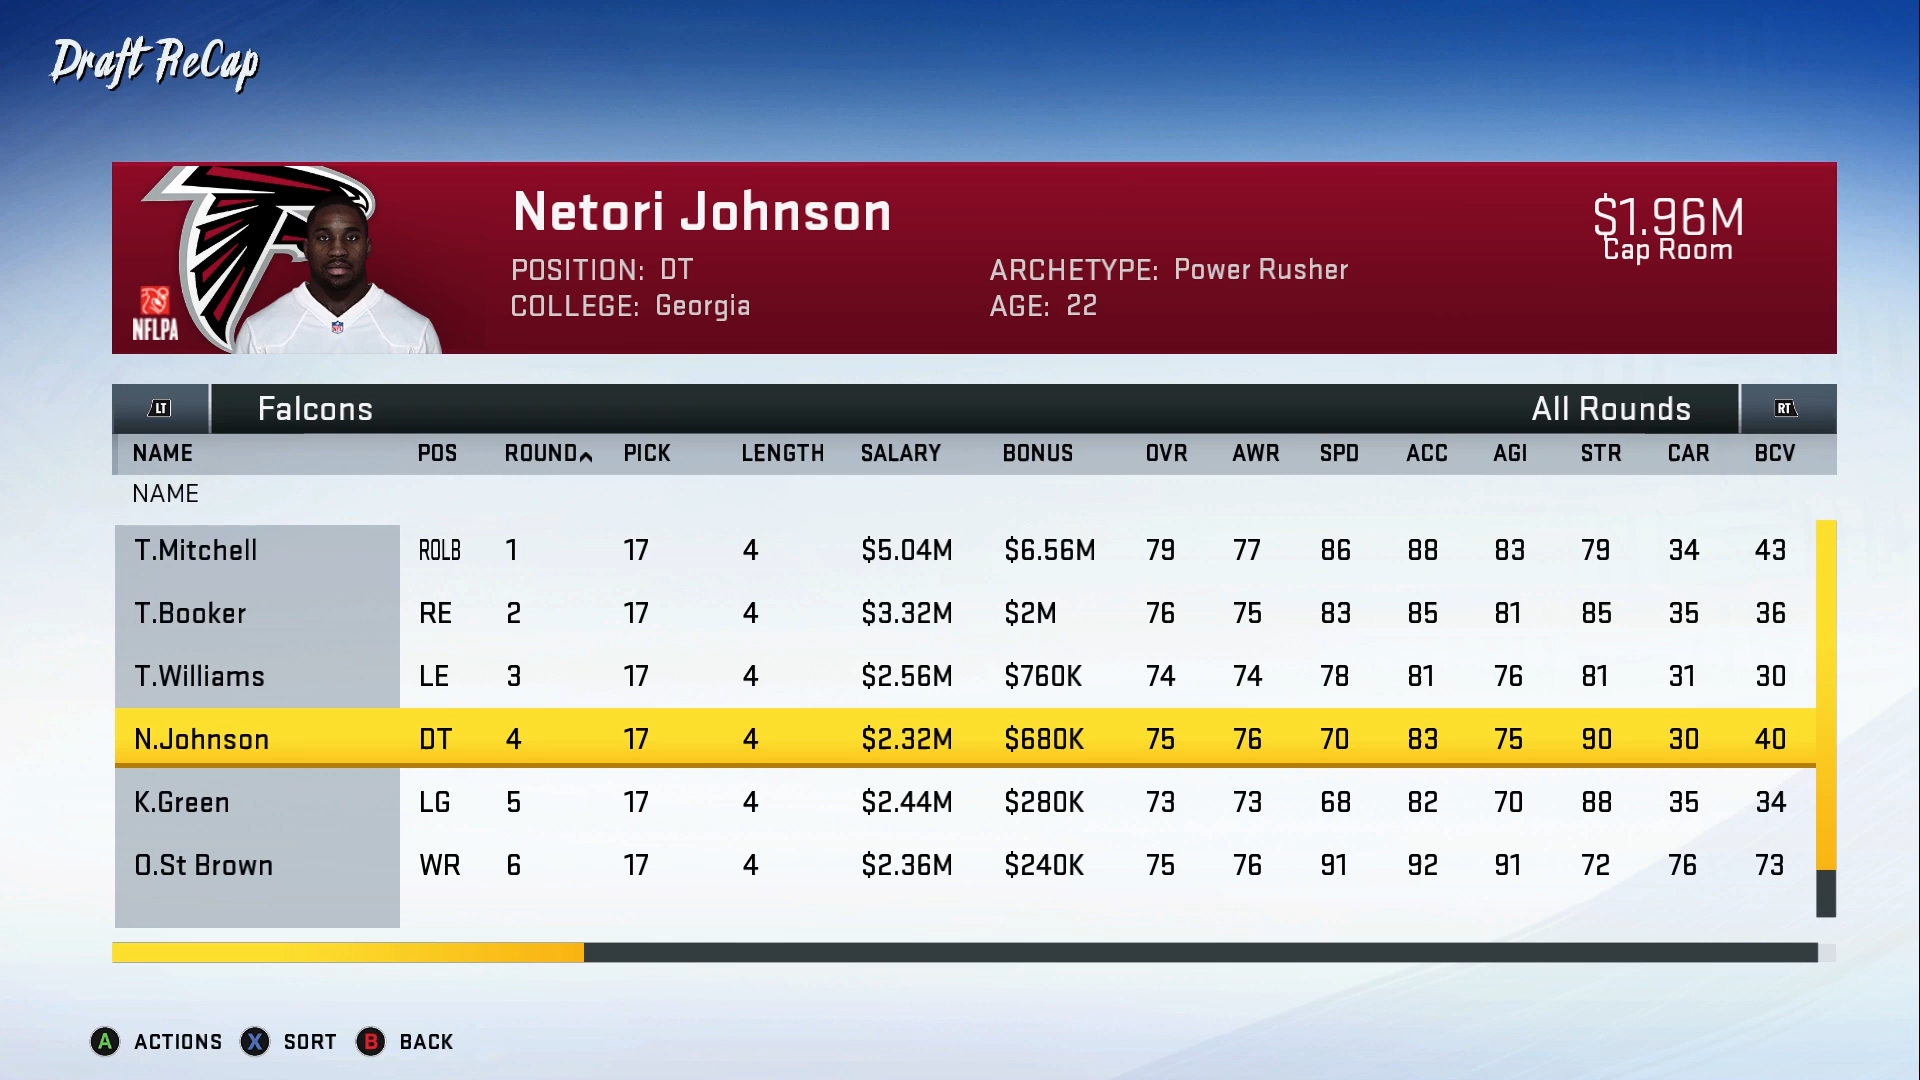 Draft ReCap
Netori Johnson
$1.96M
Cap Room
POSITION: DT
ARCHETYPE: Power Rusher
COLLEGE: Georgia
AGE: 22
NFLPA
LT Falcons All Rounds RT
NAME POS ROUND PICK LENGTH SALARY BONUS OVR AWR SPD ACC AGI STR CAR BCV
NAME
T.Mitchell ROLB 1 17 4 $5.04M $6.56M 79 77 86 88 83 79 34 43
T.Booker RE 2 17 4 $3.32M $2M 76 75 83 85 81 85 35 36
T.Williams LE 3 17 4 $2.56M $760K 74 74 78 81 76 81 31 30
N.Johnson DT 4 17 4 $2.32M $680K 75 76 70 83 75 90 30 40
K.Green LG 5 17 4 $2.44M $280K 73 73 68 82 70 88 35 34
O.St Brown WR 6 17 4 $2.36M $240K 75 76 91 92 91 72 76 73
A ACTIONS X SORT B BACK